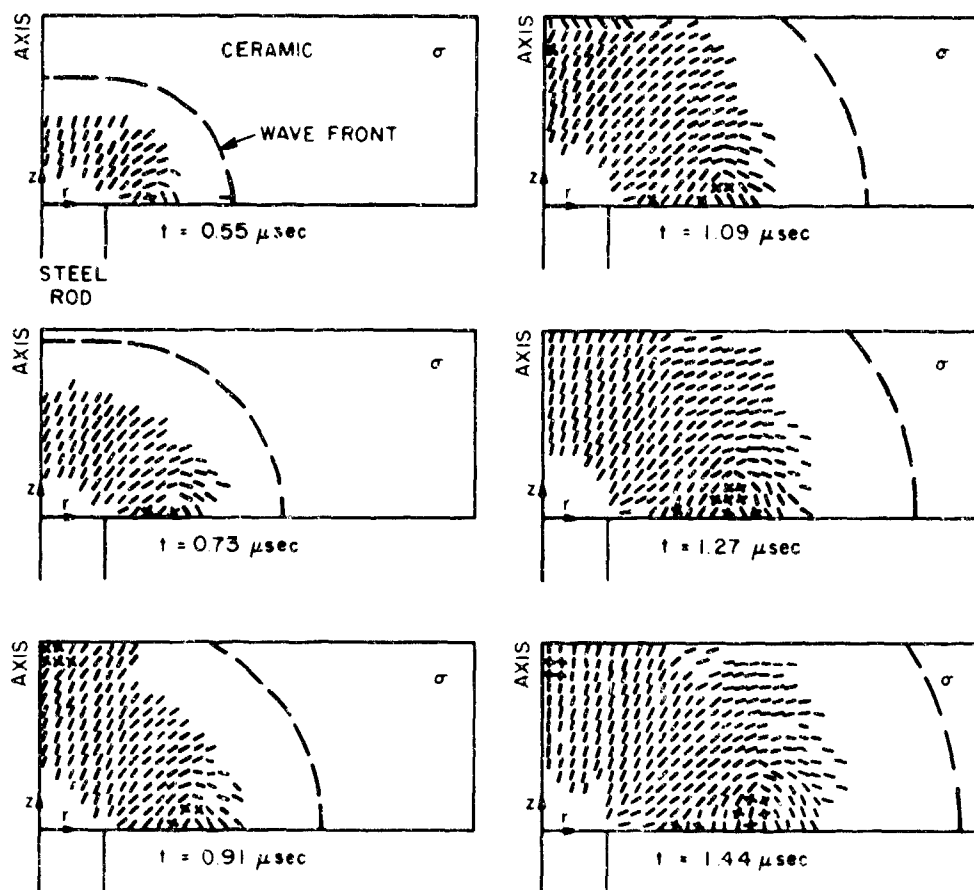 AXIS
CERAMIC
σ
WAVE FRONT
z
r
t = 0.55 μsec
STEEL
ROD
AXIS
σ
z
r
t = 0.73 μsec
AXIS
σ
z
r
t = 0.91 μsec
AXIS
σ
z
r
t = 1.09 μsec
AXIS
σ
z
r
t = 1.27 μsec
AXIS
σ
z
r
t = 1.44 μsec